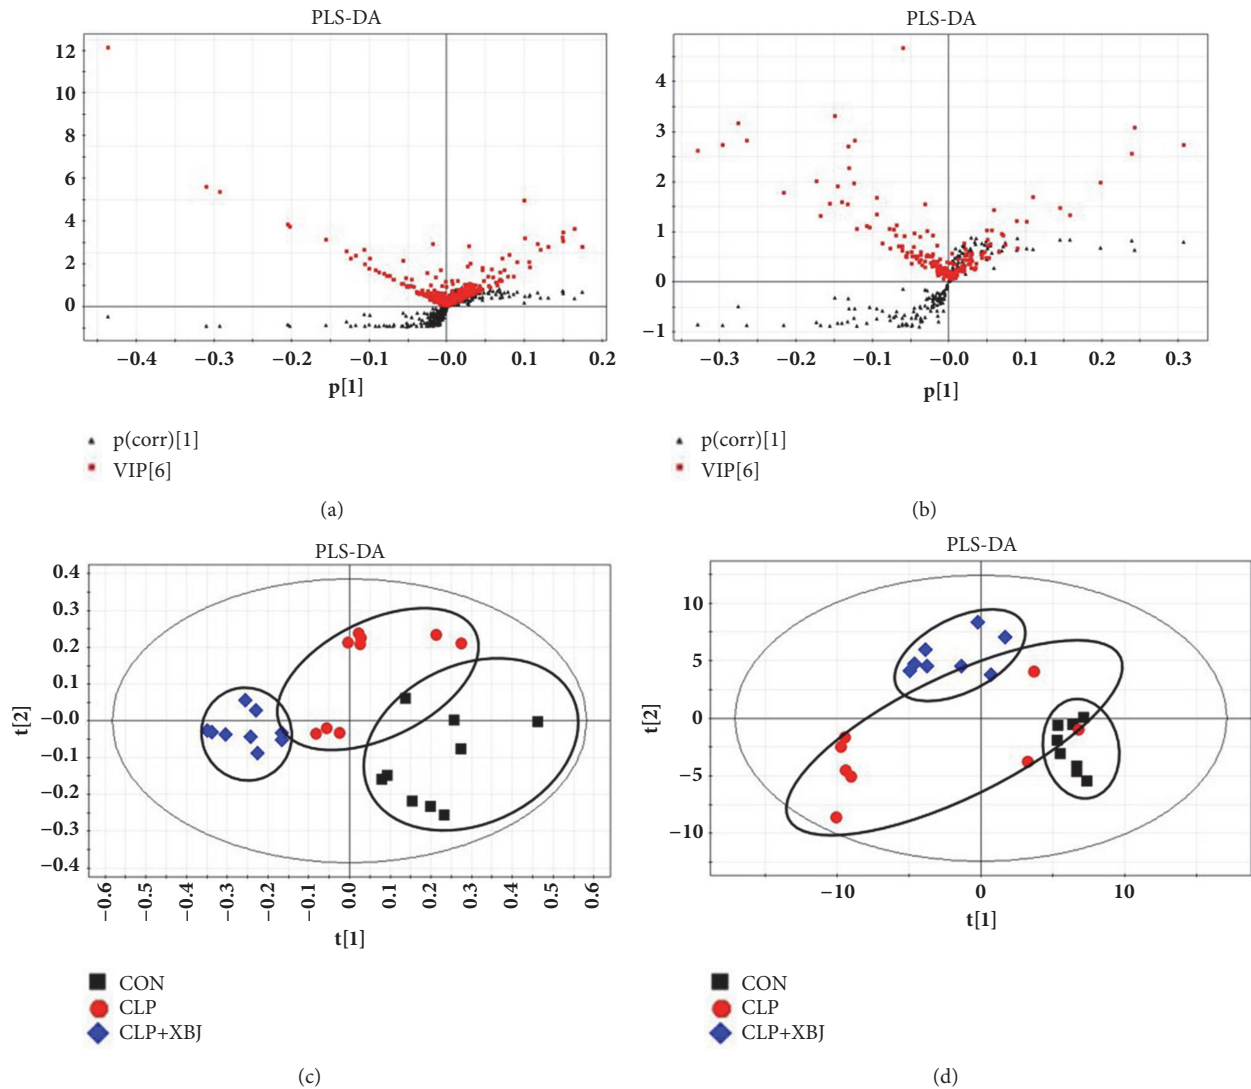 PLS-DA
12
10
8
6
4
2
0
−0.4 −0.3 −0.2 −0.1 −0.0 0.1 0.2
p[1]
p(corr)[1]
VIP[6]
(a)
PLS-DA
4
3
2
1
0
−1
−0.3 −0.2 −0.1 −0.0 0.1 0.2 0.3
p[1]
p(corr)[1]
VIP[6]
(b)
PLS-DA
t[2]
0.4
0.3
0.2
0.1
−0.0
−0.1
−0.2
−0.3
−0.4
−0.6 −0.5 −0.4 −0.3 −0.2 −0.1 0.0 0.1 0.2 0.3 0.4 0.5 0.6
t[1]
CON
CLP
CLP+XBJ
(c)
PLS-DA
t[2]
10
5
0
−5
−10
−10 0 10
t[1]
CON
CLP
CLP+XBJ
(d)